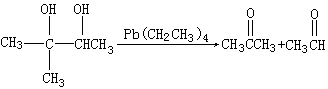 OH OH O O
CH₃—C—CHCH₃ Pb(CH₂CH₃)₄ CH₃CCH₃+CH₃CH
CH₃